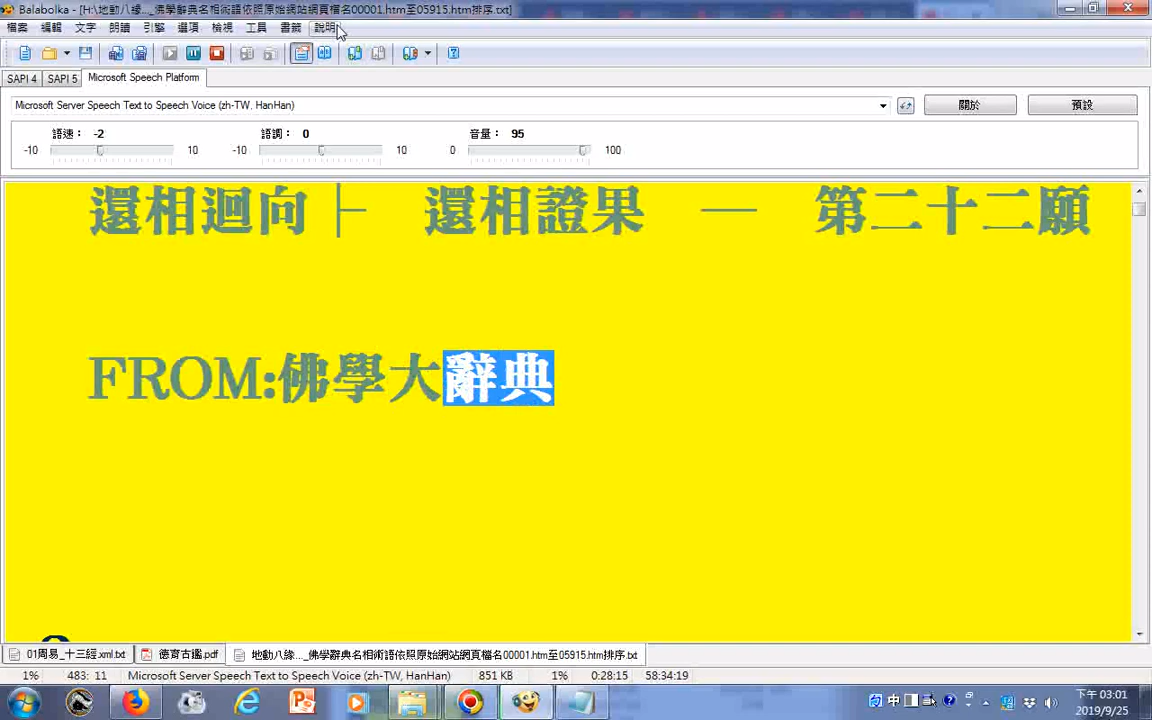 Balabolka - [H:\地動八緣..._佛學辭典名相術語依照原始網站網頁檔名00001.htm至05915.htm排序.txt]
檔案 編輯 文字 朗讀 引擎 選項 檢視 工具 書籤 說明
SAPI 4 SAPI 5 Microsoft Speech Platform
Microsoft Server Speech Text to Speech Voice (zh-TW, HanHan) 關於 預設
語速： -2 語調： 0 音量： 95
-10 10 -10 10 0 100
還相迴向├　還相證果　—　第二十二願
FROM:佛學大辭典
01周易_十三經.xml.txt 德育古鑑.pdf 地動八緣..._佛學辭典名相術語依照原始網站網頁檔名00001.htm至05915.htm排序.txt
1% 483: 11 Microsoft Server Speech Text to Speech Voice (zh-TW, HanHan) 851 KB 1% 0:28:15 58:34:19
中 下午 03:01
2019/9/25